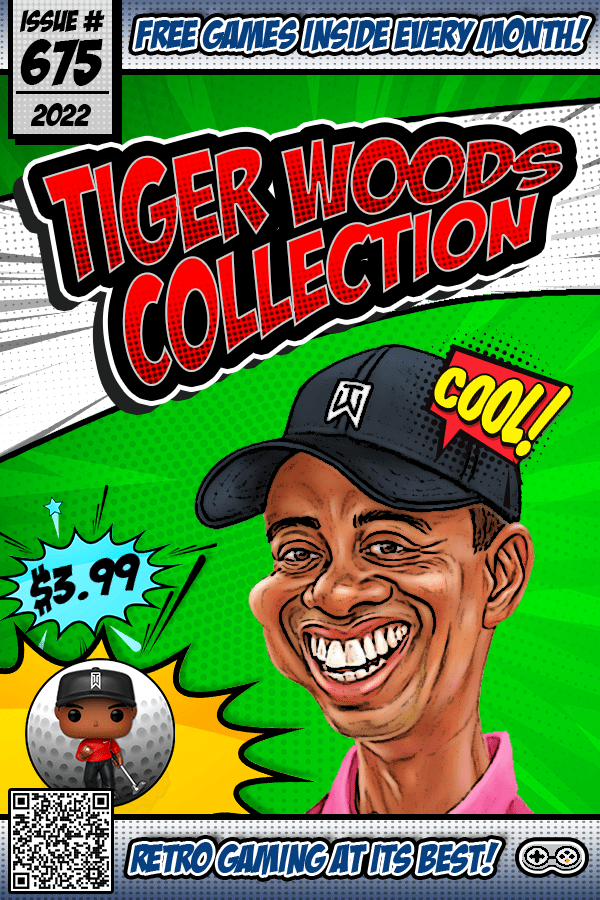 ISSUE #
675
2022
FREE GAMES INSIDE EVERY MONTH!
TIGER WOODS
COLLECTION
COOL!
$3.99
RETRO GAMING AT ITS BEST!